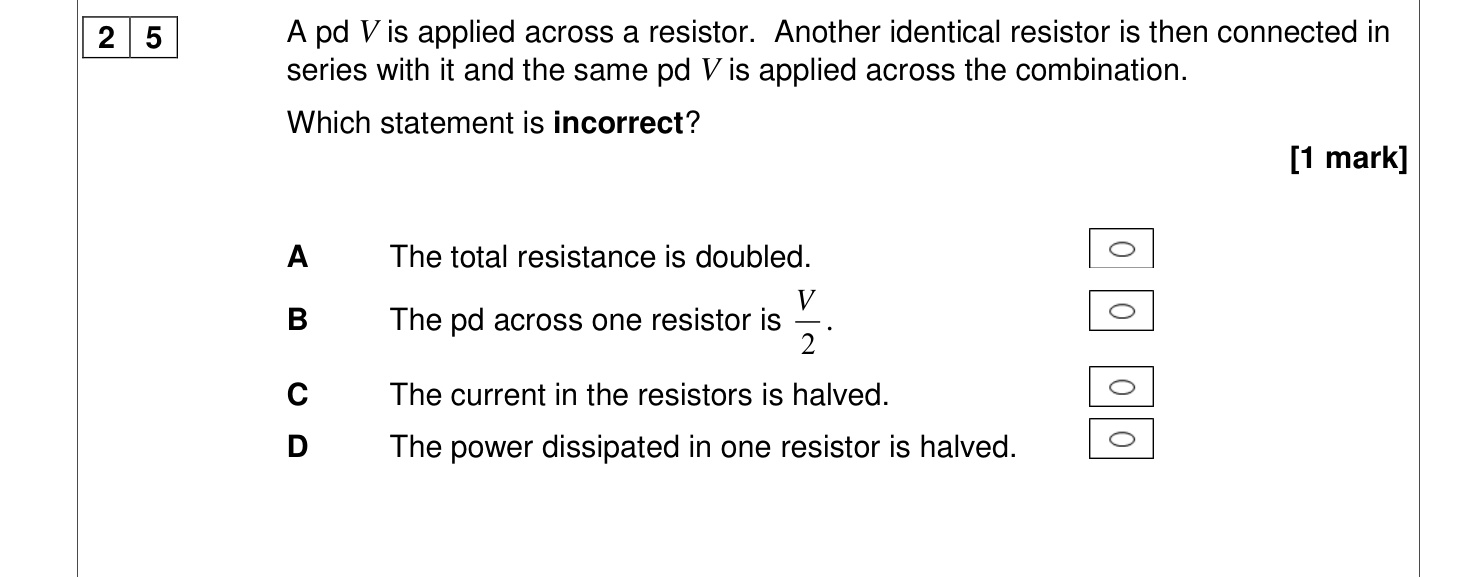 2 5
A pd V is applied across a resistor. Another identical resistor is then connected in
series with it and the same pd V is applied across the combination.
Which statement is incorrect?
[1 mark]
A The total resistance is doubled.
B The pd across one resistor is V/2.
C The current in the resistors is halved.
D The power dissipated in one resistor is halved.